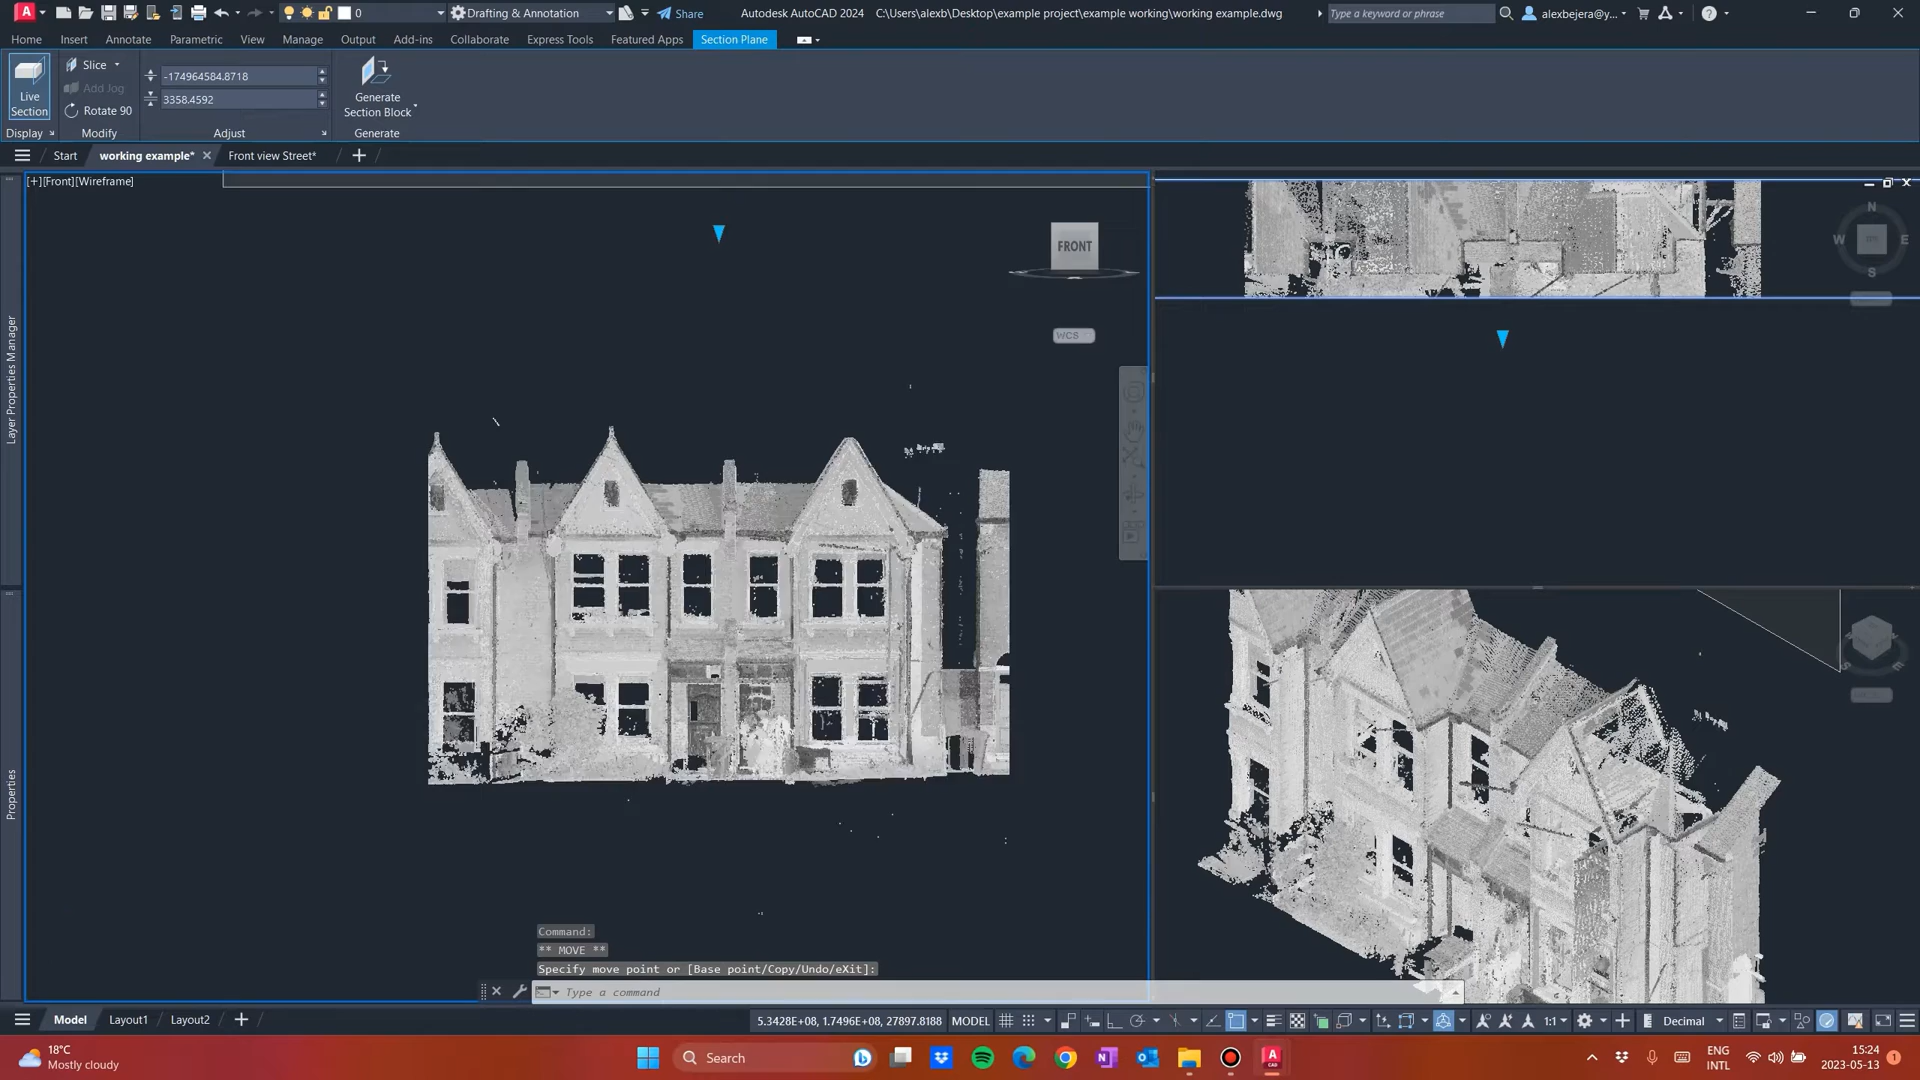 0
Drafting & Annotation
Share
Autodesk AutoCAD 2024
C:\Users\alexb\Desktop\example project\example working\working example.dwg
Type a keyword or phrase
alexbejera@y...
Home
Insert
Annotate
Parametric
View
Manage
Output
Add-ins
Collaborate
Express Tools
Featured Apps
Section Plane
Live
Section
Slice
Add Jog
Rotate 90
-174964584.8718
3358.4592
Generate
Section Block
Display
Modify
Adjust
Generate
Start
working example*
Front view Street*
[+][Front][Wireframe]
FRONT
WCS
N
W
E
S
Layer Properties Manager
Properties
S
E
Command:
** MOVE **
Specify move point or [Base point/Copy/Undo/eXit]:
Type a command
Model
Layout1
Layout2
5.3428E+08, 1.7496E+08, 27897.8188
MODEL
1:1
Decimal
18°C
Mostly cloudy
Search
ENG
INTL
15:24
2023-05-13
1